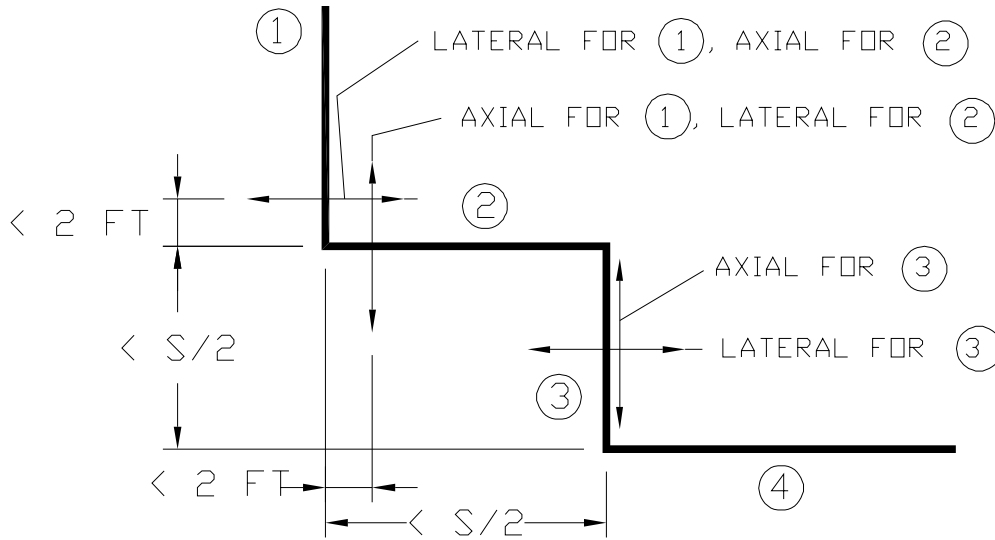 ①
LATERAL FOR ①, AXIAL FOR ②
AXIAL FOR ①, LATERAL FOR ②
②
< 2 FT
AXIAL FOR ③
< S/2
LATERAL FOR ③
③
< 2 FT
④
< S/2